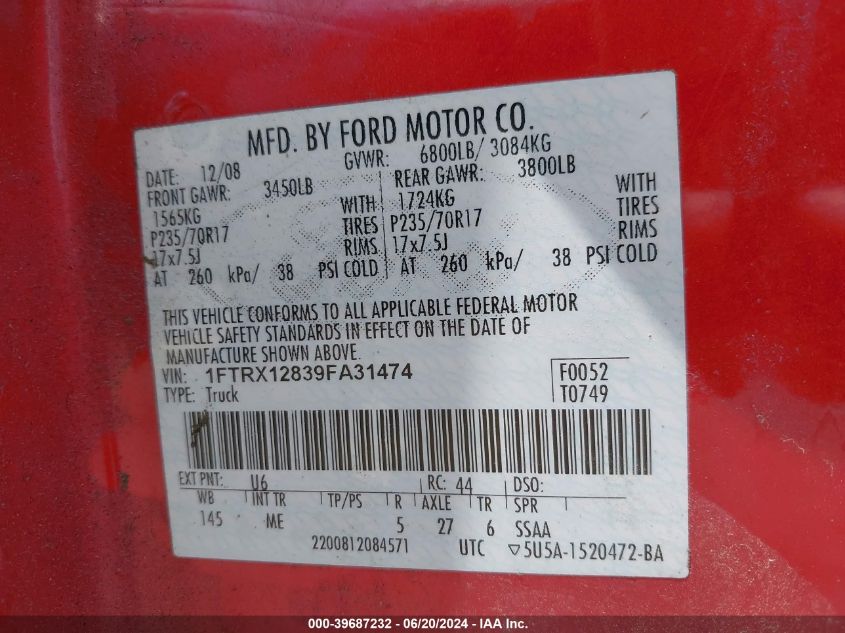 MFD. BY FORD MOTOR CO.
DATE: 12/08 GVWR: 6800LB/ 3084KG
FRONT GAWR: 3450LB REAR GAWR: 3800LB
1565KG WITH 1724KG WITH
P235/70R17 TIRES P235/70R17 TIRES
17x7.5J RIMS 17x7.5J RIMS
AT 260 kPa/ 38 PSI COLD AT 260 kPa/ 38 PSI COLD
THIS VEHICLE CONFORMS TO ALL APPLICABLE FEDERAL MOTOR
VEHICLE SAFETY STANDARDS IN EFFECT ON THE DATE OF
MANUFACTURE SHOWN ABOVE.
VIN: 1FTRX12839FA31474 F0052
TYPE: Truck T0749
EXT PNT: U6 RC: 44 DSO:
WB INT TR TP/PS R AXLE TR SPR
145 ME 5 27 6 SSAA
2200812084571 UTC ▽5U5A-1520472-BA
000-39687232 - 06/20/2024 - IAA Inc.